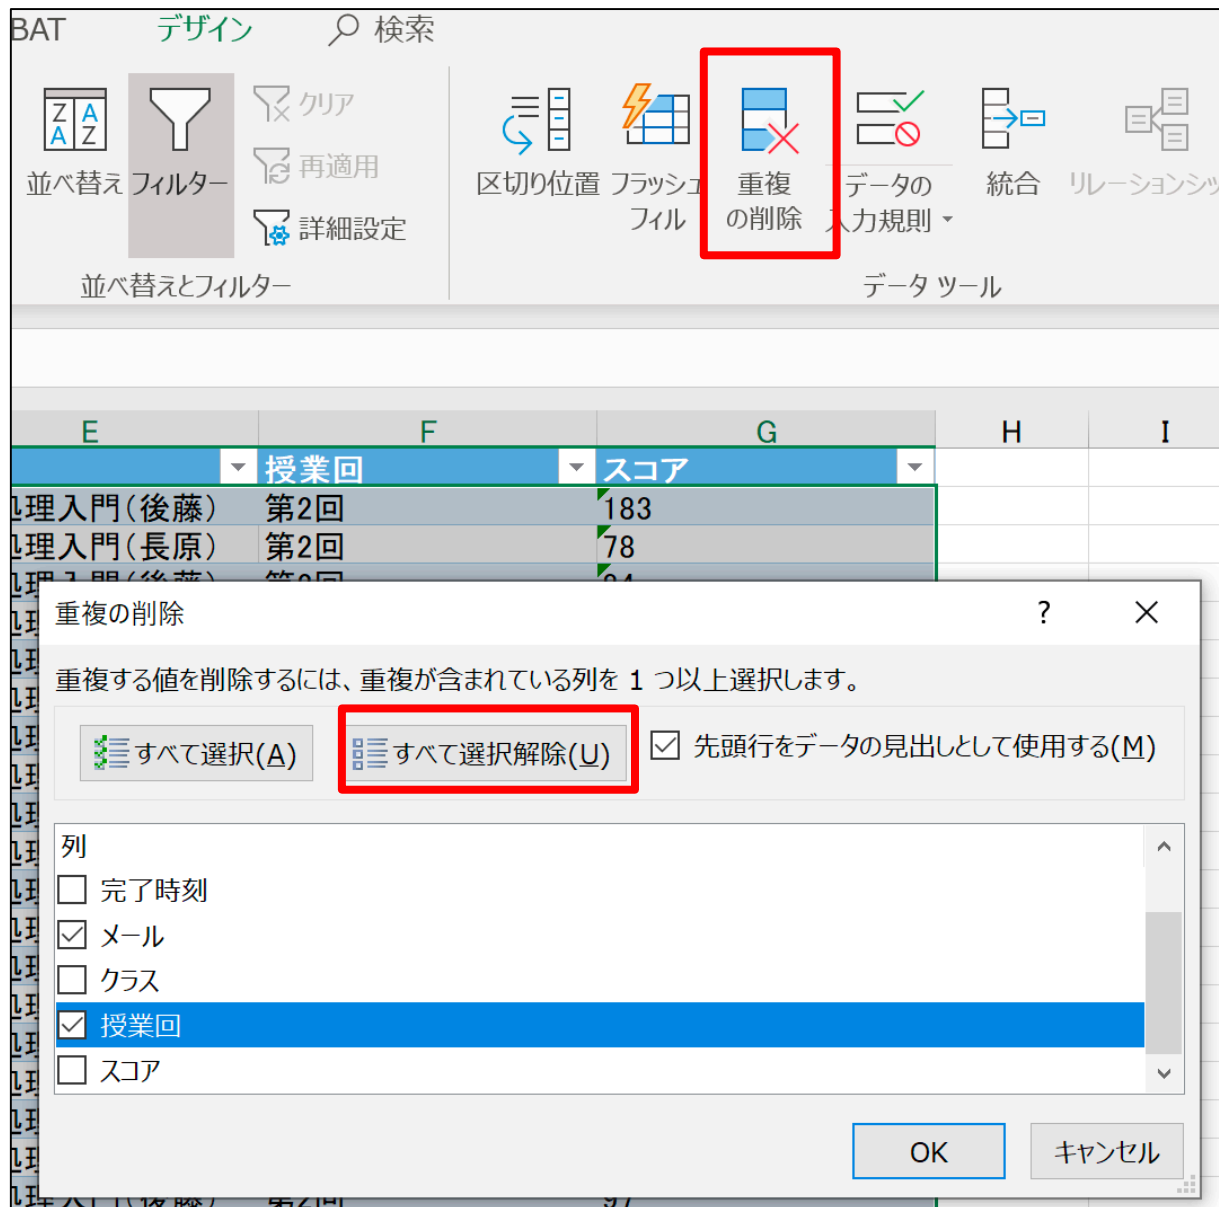 BAT デザイン 検索
並べ替え フィルター クリア 再適用 詳細設定
区切り位置 フラッシュ フィル 重複 の削除 データの 入力規則 統合
並べ替えとフィルター データ ツール
E F G H I
授業回 スコア
処理入門(後藤) 第2回 183
処理入門(長原) 第2回 78
重複の削除 ?
重複する値を削除するには、重複が含まれている列を 1 つ以上選択します。
すべて選択(A) すべて選択解除(U) 先頭行をデータの見出しとして使用する(M)
列
完了時刻
メール
クラス
授業回
スコア
OK キャンセル